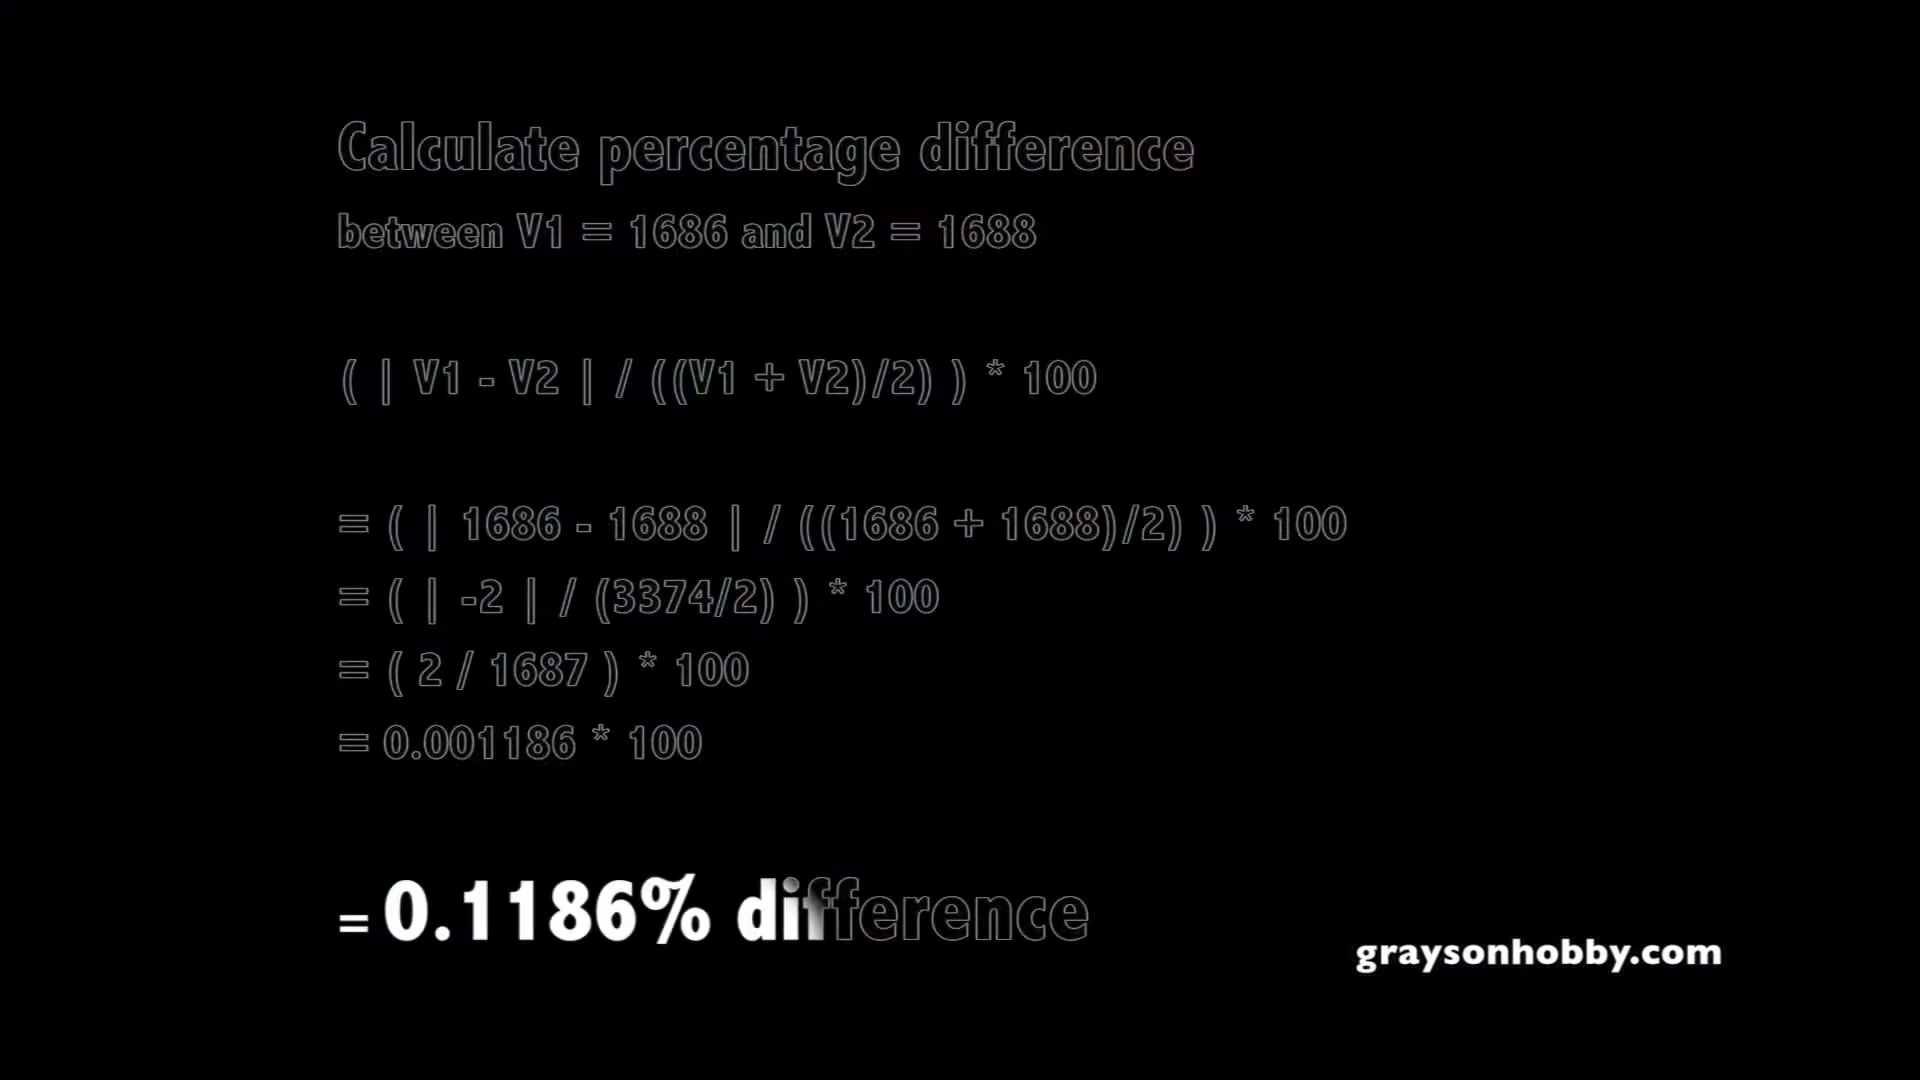 Calculate percentage difference
between V1 = 1686 and V2 = 1688
( | V1 - V2 | / ((V1 + V2)/2) ) * 100
= ( | 1686 - 1688 | / ((1686 + 1688)/2) ) * 100
= ( | -2 | / (3374/2) ) * 100
= ( 2 / 1687 ) * 100
= 0.001186 * 100
= 0.1186% difference
graysonhobby.com